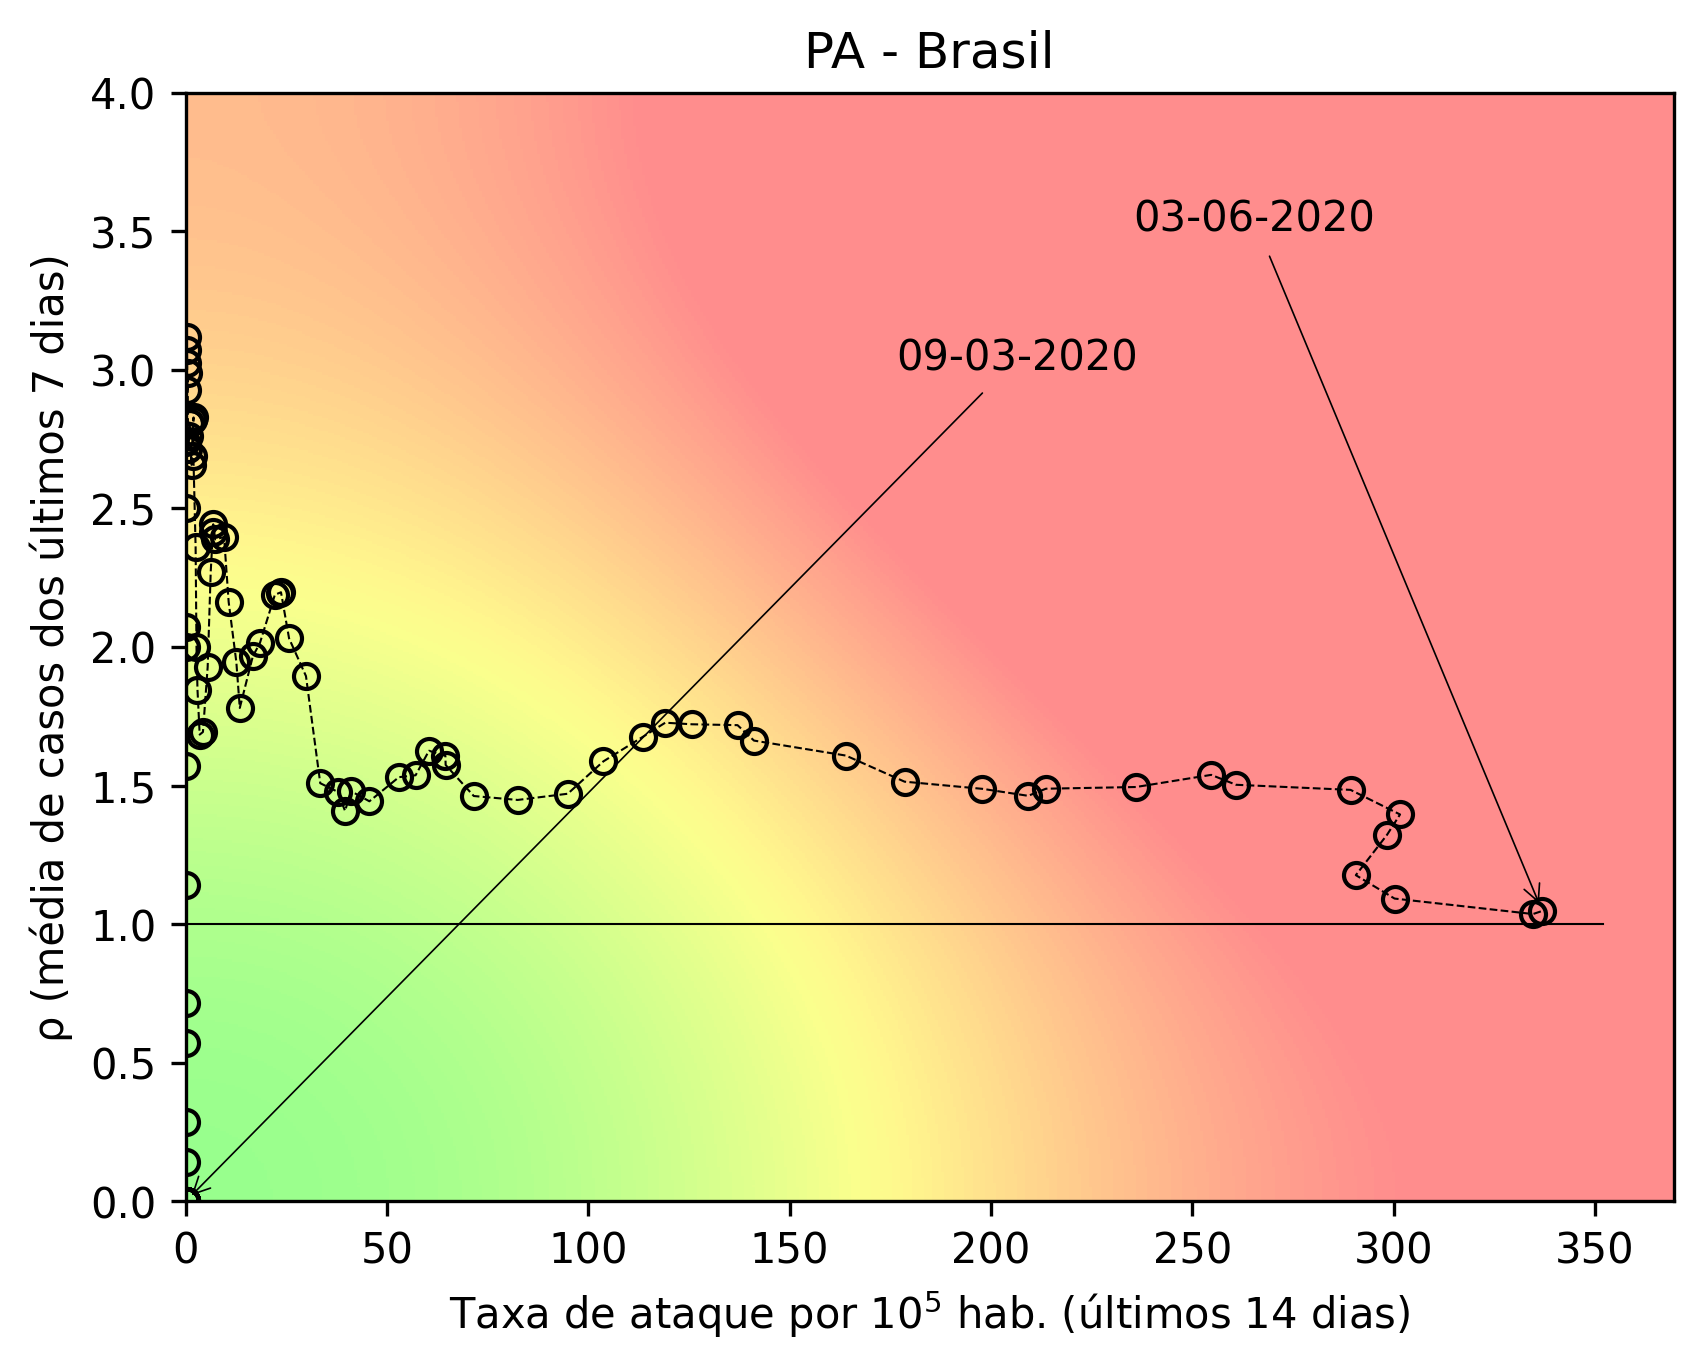 PA - Brasil
4.0
3.5
3.0
2.5
2.0
1.5
1.0
0.5
0.0
ρ (média de casos dos últimos 7 dias)
03-06-2020
09-03-2020
0 50 100 150 200 250 300 350
Taxa de ataque por 10⁵ hab. (últimos 14 dias)